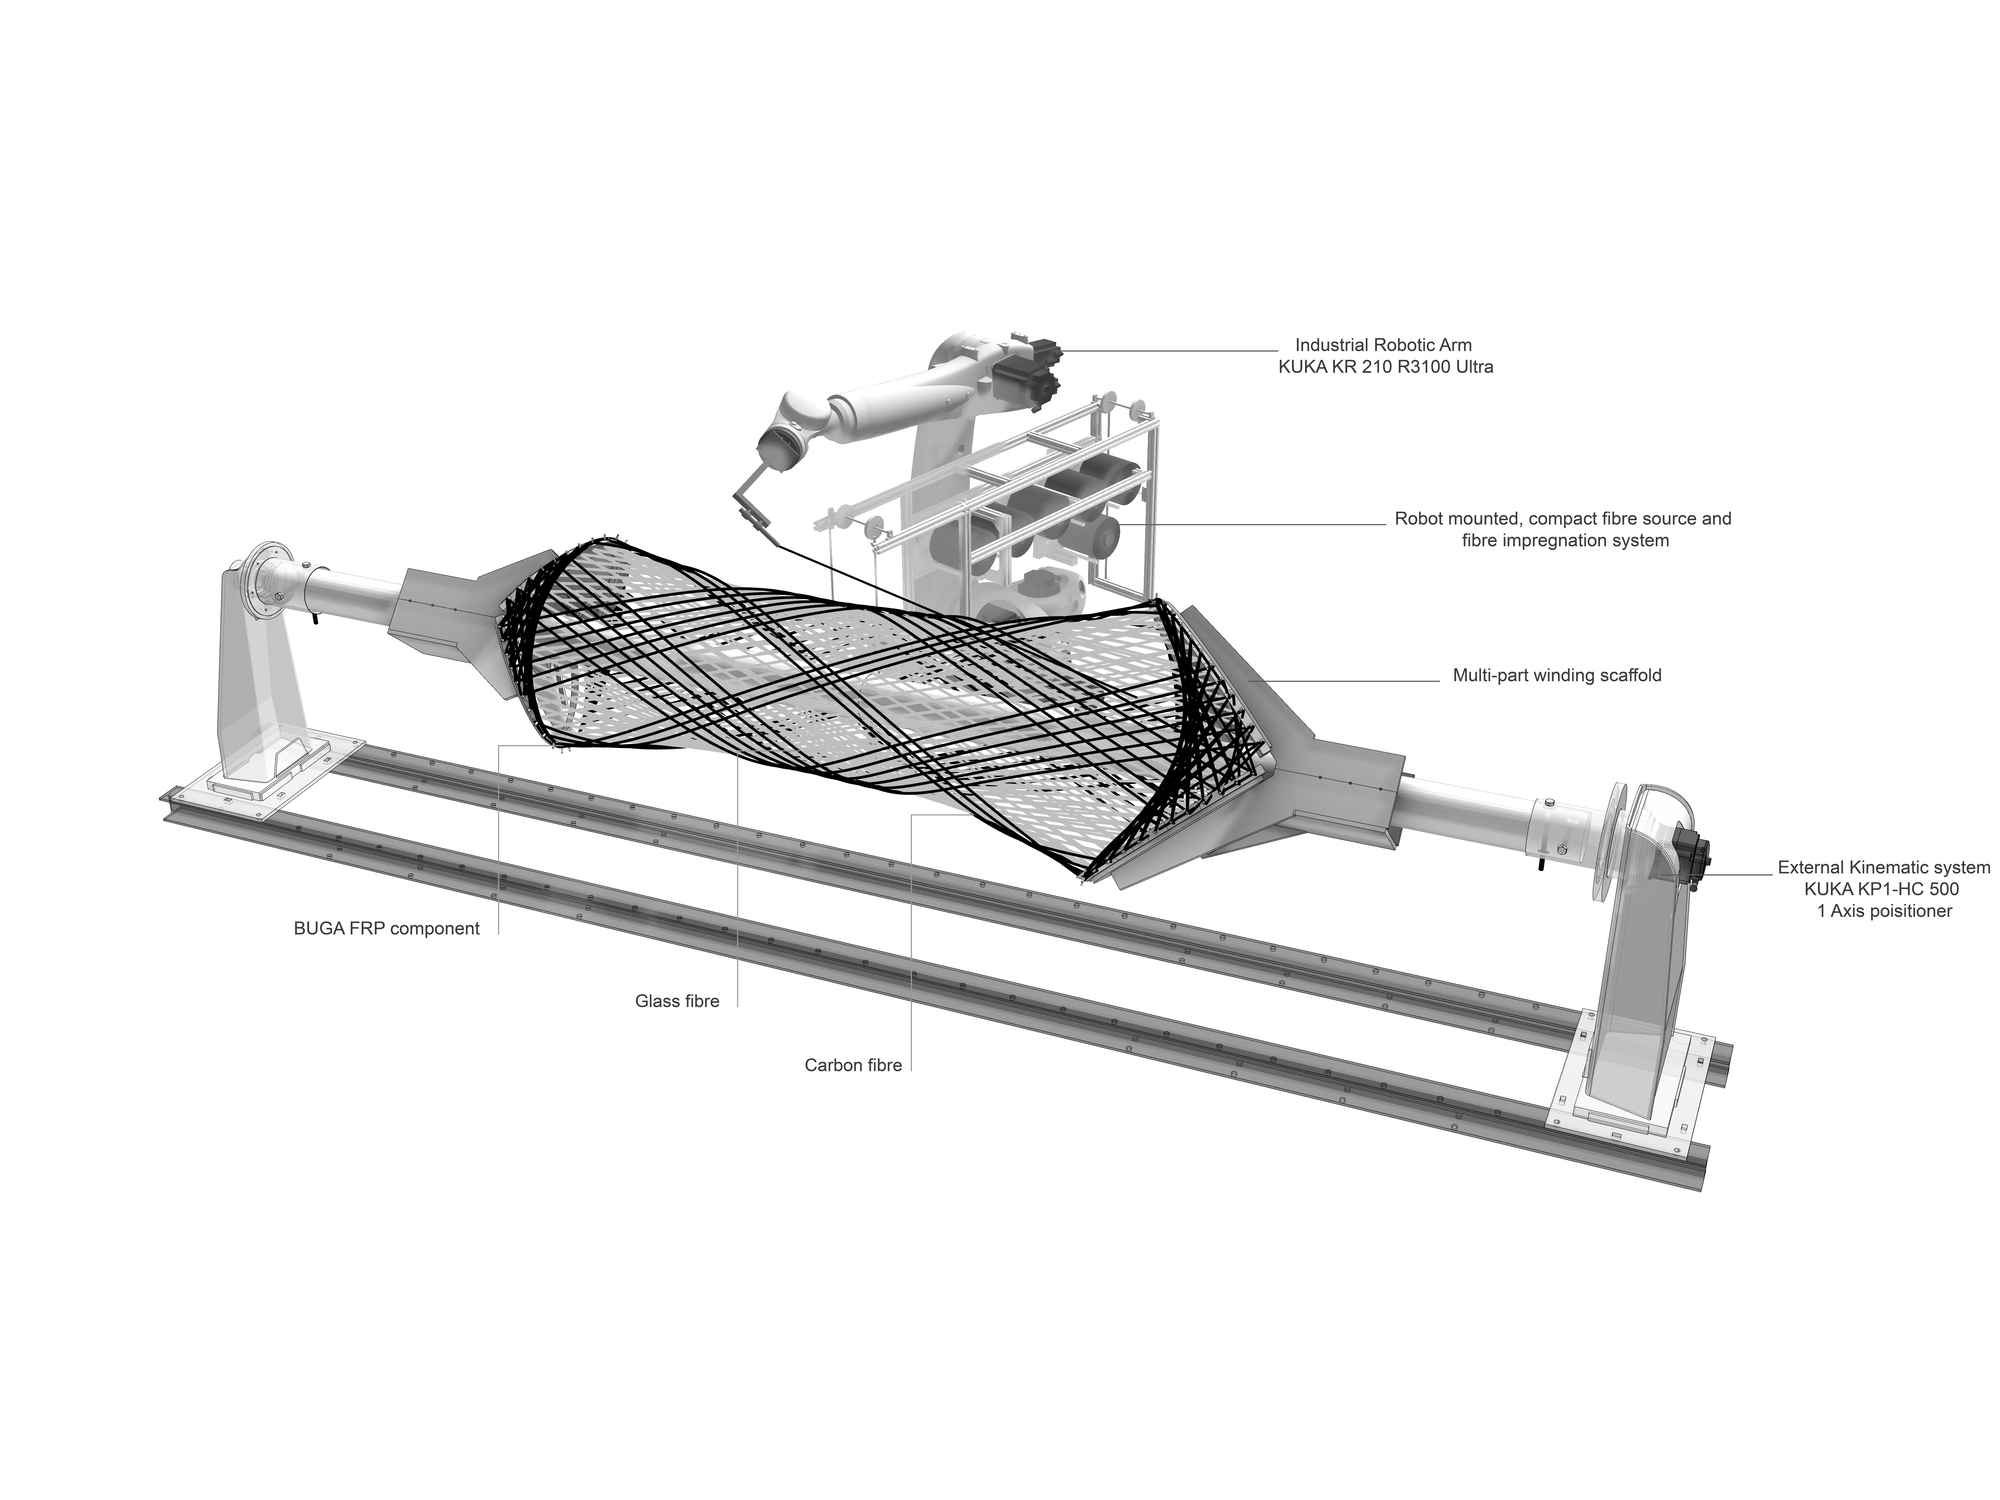 Industrial Robotic Arm
KUKA KR 210 R3100 Ultra
Robot mounted, compact fibre source and
fibre impregnation system
Multi-part winding scaffold
External Kinematic system
KUKA KP1-HC 500
1 Axis poisitioner
BUGA FRP component
Glass fibre
Carbon fibre